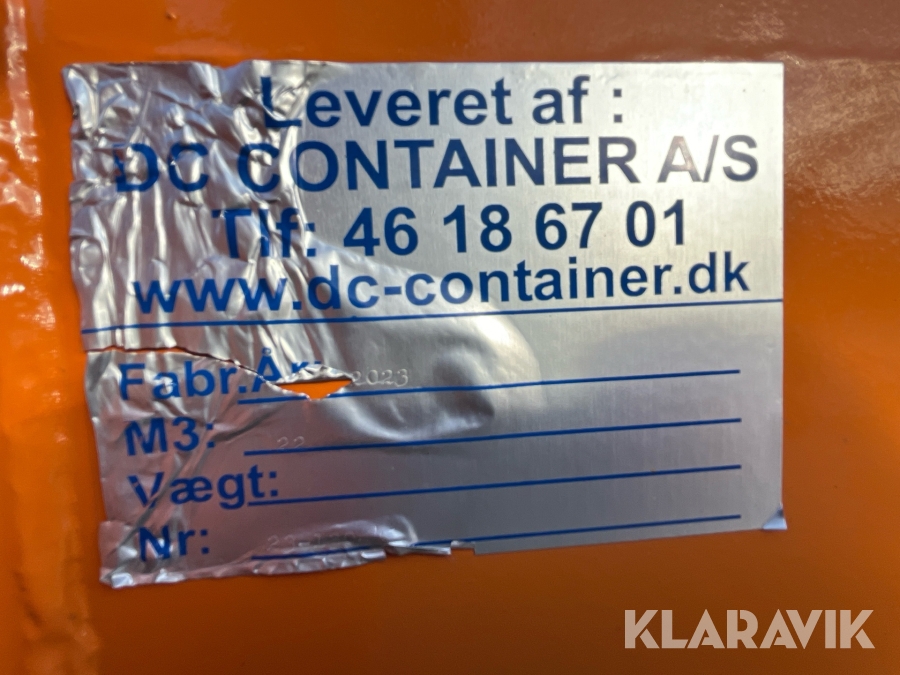 Leveret af :
DC CONTAINER A/S
Tlf: 46 18 67 01
www.dc-container.dk
Fabr.År: 2023
M3: 22
Vægt:
Nr:
KLARAVIK